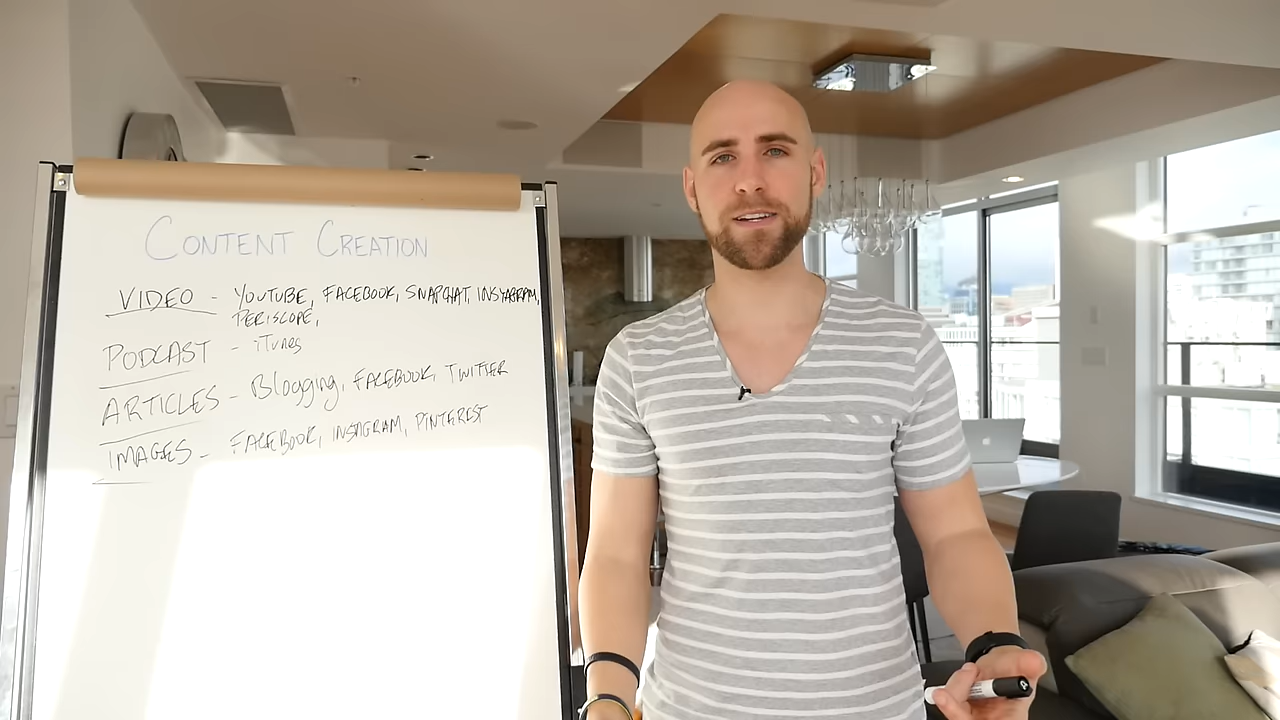 CONTENT CREATION
VIDEO - YOUTUBE, FACEBOOK, SNAPCHAT, INSTAGRAM,
PERISCOPE,
PODCAST - iTunes
ARTICLES - Blogging, FACEBOOK, TWITTER
IMAGES - FACEBOOK, INSTAGRAM, PINTEREST